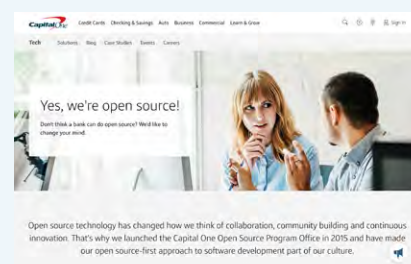 CapitalOne Credit Cards Checking & Savings Auto Business Commercial Learn & Grow Sign In
Tech Solutions Blog Case Studies Events Careers
Yes, we're open source!
Don't think a bank can do open source? We'd like to
change your mind.
Open source technology has changed how we think of collaboration, community building and continuous
innovation. That's why we launched the Capital One Open Source Program Office in 2015 and have made
our open source-first approach to software development part of our culture.